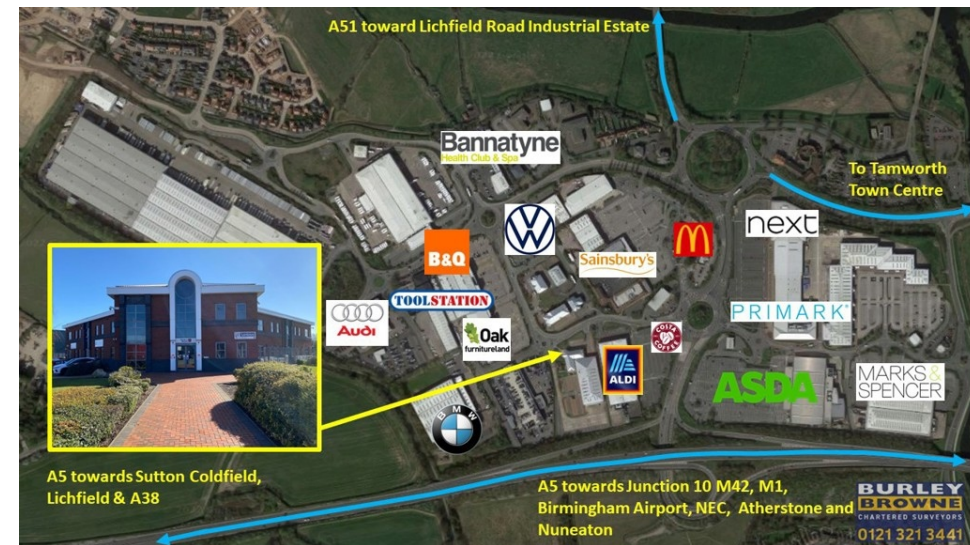 A51 toward Lichfield Road Industrial Estate
Bannatyne
Health Club & Spa
To Tamworth
Town Centre
next
B&Q
Sainsbury's
TOOLSTATION
Audi
Oak
furnitureland
PRIMARK
COSTA
COFFEE
ALDI
ASDA
MARKS&
SPENCER
BMW
A5 towards Sutton Coldfield,
Lichfield & A38
A5 towards Junction 10 M42, M1,
Birmingham Airport, NEC,  Atherstone and
Nuneaton
BURLEY
BROWNE
CHARTERED SURVEYORS
0121 321 3441